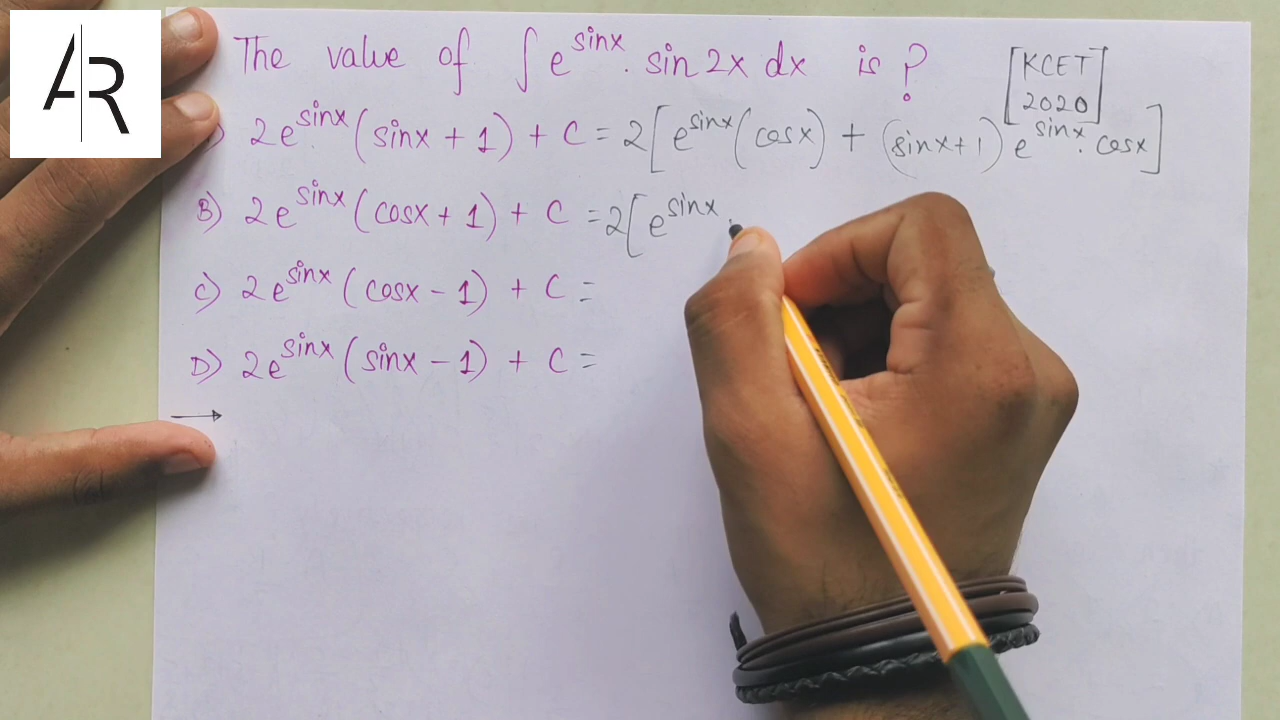 AR
The value of ∫ e^sinx . sin 2x dx is ?
[KCET
2020]
A) 2e^sinx (sinx + 1) + C = 2[e^sinx (cosx) + (sinx+1) e^sinx . cosx]
B) 2e^sinx (cosx + 1) + C = 2[e^sinx .
C) 2e^sinx (cosx - 1) + C =
D) 2e^sinx (sinx - 1) + C =
→